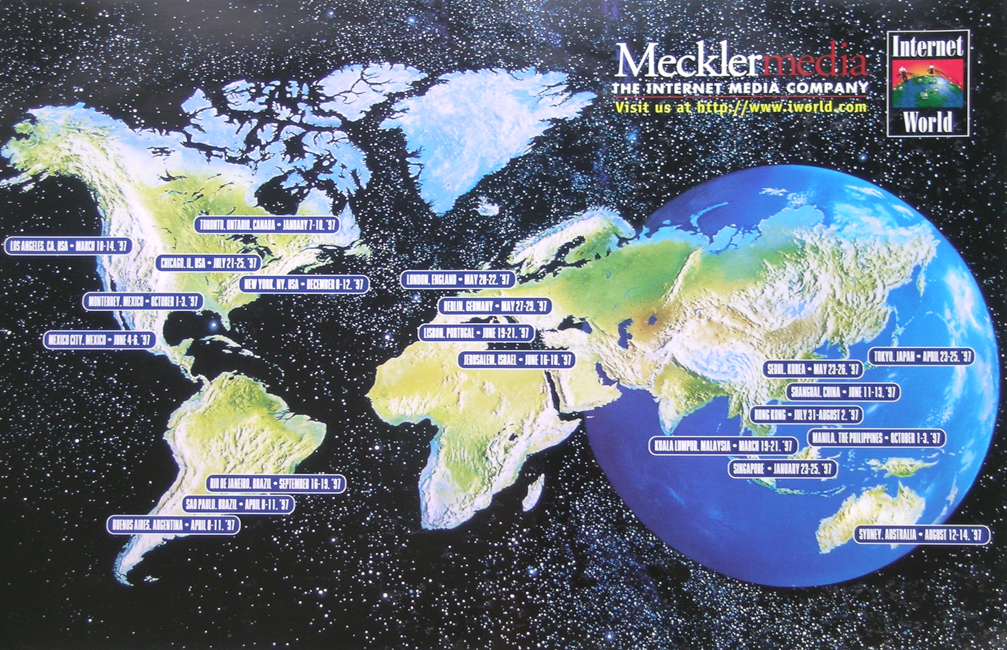 Mecklermedia
THE INTERNET MEDIA COMPANY
Visit us at http://www.iworld.com
Internet
World
TORONTO, ONTARIO, CANADA • JANUARY 7-10, '97
LOS ANGELES, CA, USA • MARCH 10-14, '97
CHICAGO, IL, USA • JULY 21-25, '97
NEW YORK, NY, USA • DECEMBER 8-12, '97
MONTERREY, MEXICO • OCTOBER 1-3, '97
MEXICO CITY, MEXICO • JUNE 4-6, '97
LONDON, ENGLAND • MAY 20-22, '97
BERLIN, GERMANY • MAY 27-29, '97
LISBON, PORTUGAL • JUNE 19-21, '97
JERUSALEM, ISRAEL • JUNE 16-18, '97
TOKYO, JAPAN • APRIL 23-25, '97
SEOUL, KOREA • MAY 23-26, '97
SHANGHAI, CHINA • JUNE 11-13, '97
HONG KONG • JULY 31-AUGUST 2, '97
MANILA, THE PHILIPPINES • OCTOBER 1-3, '97
KUALA LUMPUR, MALAYSIA • MARCH 19-21, '97
SINGAPORE • JANUARY 23-25, '97
RIO DE JANEIRO, BRAZIL • SEPTEMBER 16-19, '97
SAO PAULO, BRAZIL • APRIL 8-11, '97
BUENOS AIRES, ARGENTINA • APRIL 8-11, '97
SYDNEY, AUSTRALIA • AUGUST 12-14, '97